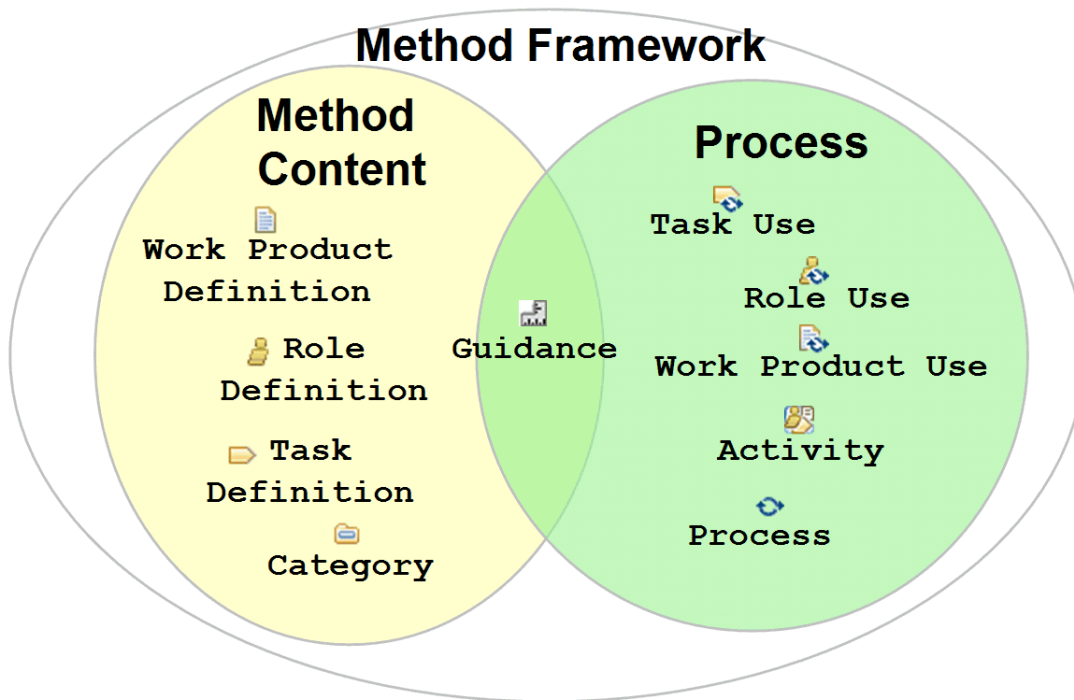 Method Framework
Method
Content
Work Product
Definition
Role
Definition
Task
Definition
Category
Guidance
Process
Task Use
Role Use
Work Product Use
Activity
Process